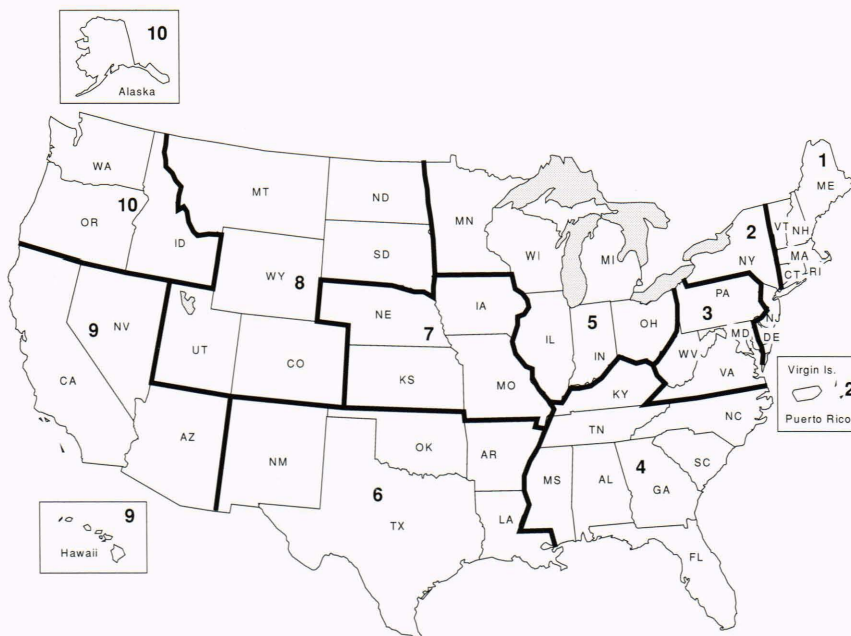 10
Alaska
WA
MT
ND
MN
1
ME
OR
10
ID
SD
WI
MI
2
NY
VT
NH
MA
CT
RI
WY
8
IA
PA
NE
7
9
NV
UT
CO
IL
5
IN
OH
3
NJ
MD
DE
WV
VA
CA
KS
MO
KY
Virgin Is.
2
Puerto Rico
AZ
NM
OK
AR
TN
NC
SC
MS
AL
4
GA
6
TX
LA
FL
9
Hawaii